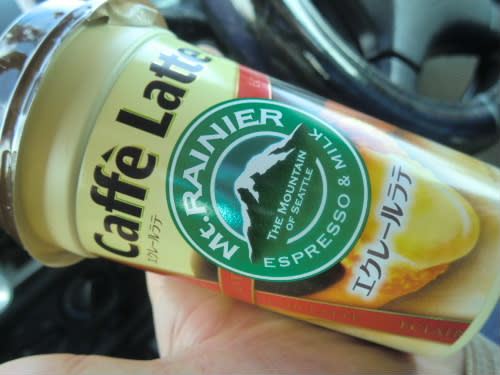 Caffè Latte
エクレールラテ
Mt. RAINIER
THE MOUNTAIN
OF SEATTLE
ESPRESSO & MILK
エクレールラテ